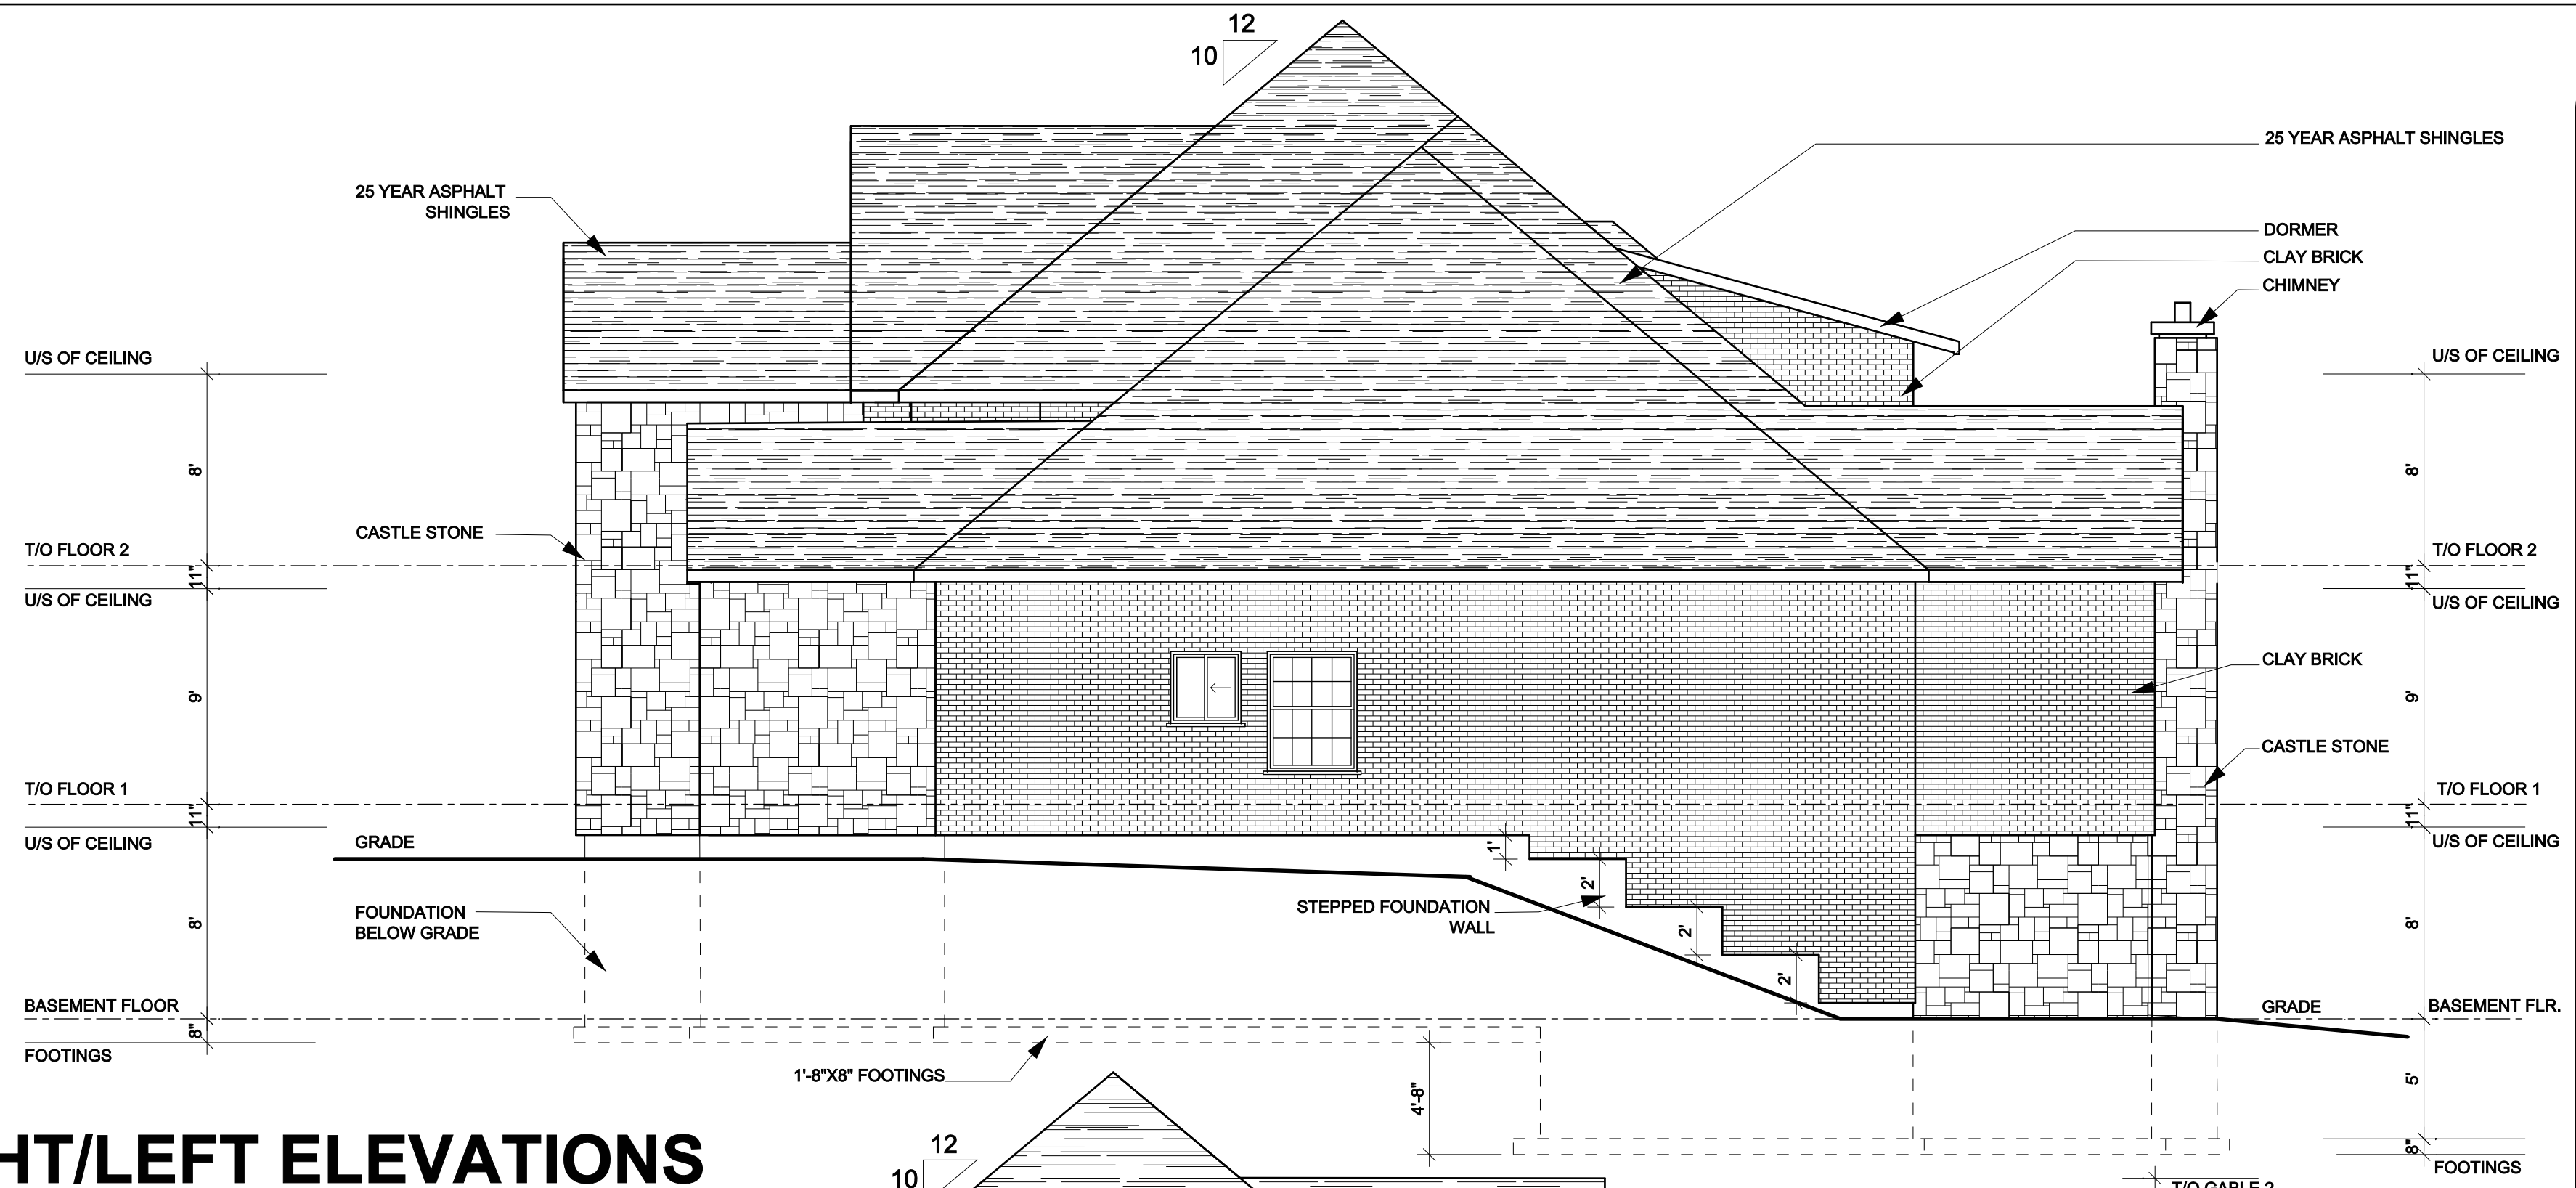 12
10
25 YEAR ASPHALT SHINGLES
25 YEAR ASPHALT
SHINGLES
DORMER
CLAY BRICK
CHIMNEY
U/S OF CEILING
U/S OF CEILING
8'
8'
CASTLE STONE
T/O FLOOR 2
T/O FLOOR 2
11"
11"
U/S OF CEILING
U/S OF CEILING
CLAY BRICK
9'
9'
CASTLE STONE
T/O FLOOR 1
T/O FLOOR 1
11"
11"
U/S OF CEILING
GRADE
1'
U/S OF CEILING
2'
FOUNDATION
BELOW GRADE
STEPPED FOUNDATION
WALL
8'
2'
8'
2'
BASEMENT FLOOR
GRADE
BASEMENT FLR.
8"
FOOTINGS
1'-8"X8" FOOTINGS
4'-8"
5'
HT/LEFT ELEVATIONS
12
10
8"
FOOTINGS
T/O GABLE 2